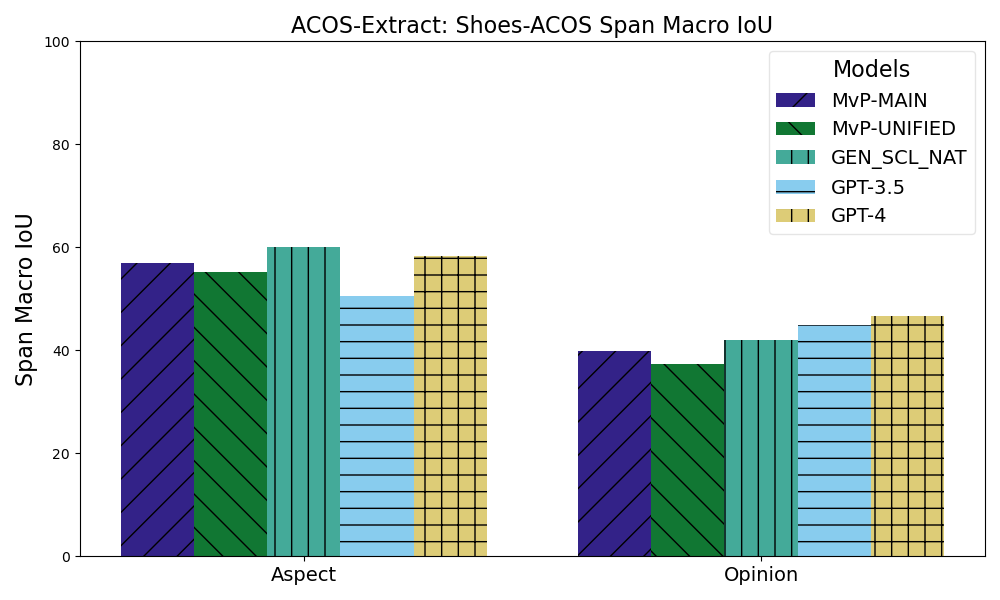 ACOS-Extract: Shoes-ACOS Span Macro IoU
Span Macro IoU
100
80
60
40
20
0
Models
MvP-MAIN
MvP-UNIFIED
GEN_SCL_NAT
GPT-3.5
GPT-4
Aspect
Opinion